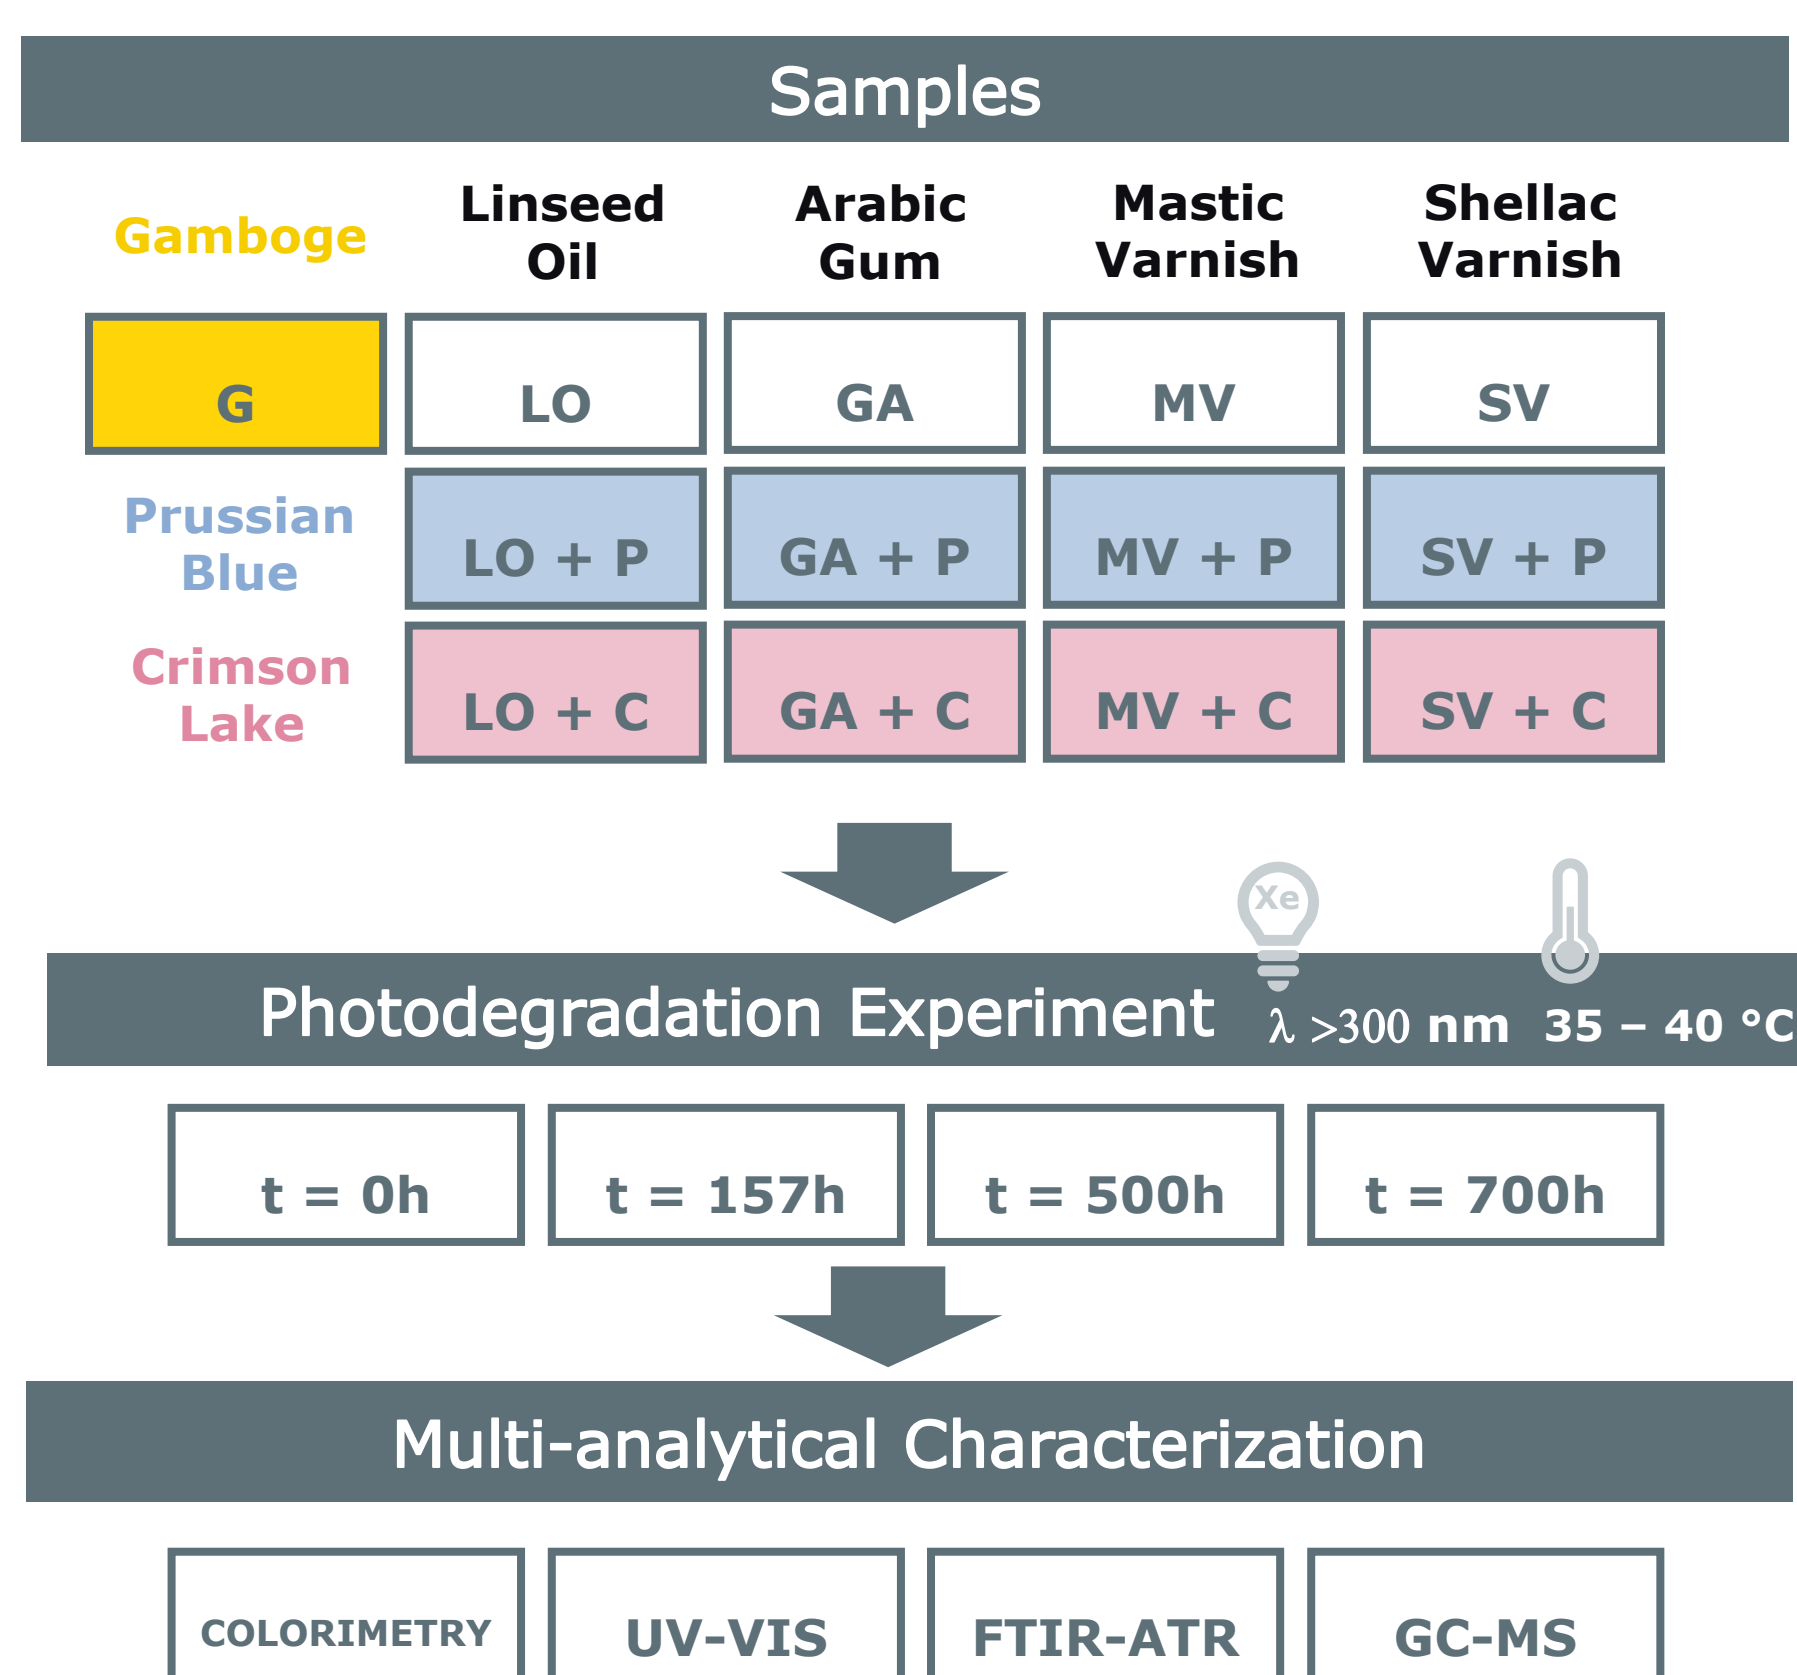 Samples
Gamboge
Linseed
Oil
Arabic
Gum
Mastic
Varnish
Shellac
Varnish
G
LO
GA
MV
SV
Prussian
Blue
LO + P
GA + P
MV + P
SV + P
Crimson
Lake
LO + C
GA + C
MV + C
SV + C
Xe
Photodegradation Experiment
λ >300 nm
35 – 40 °C
t = 0h
t = 157h
t = 500h
t = 700h
Multi-analytical Characterization
COLORIMETRY
UV-VIS
FTIR-ATR
GC-MS